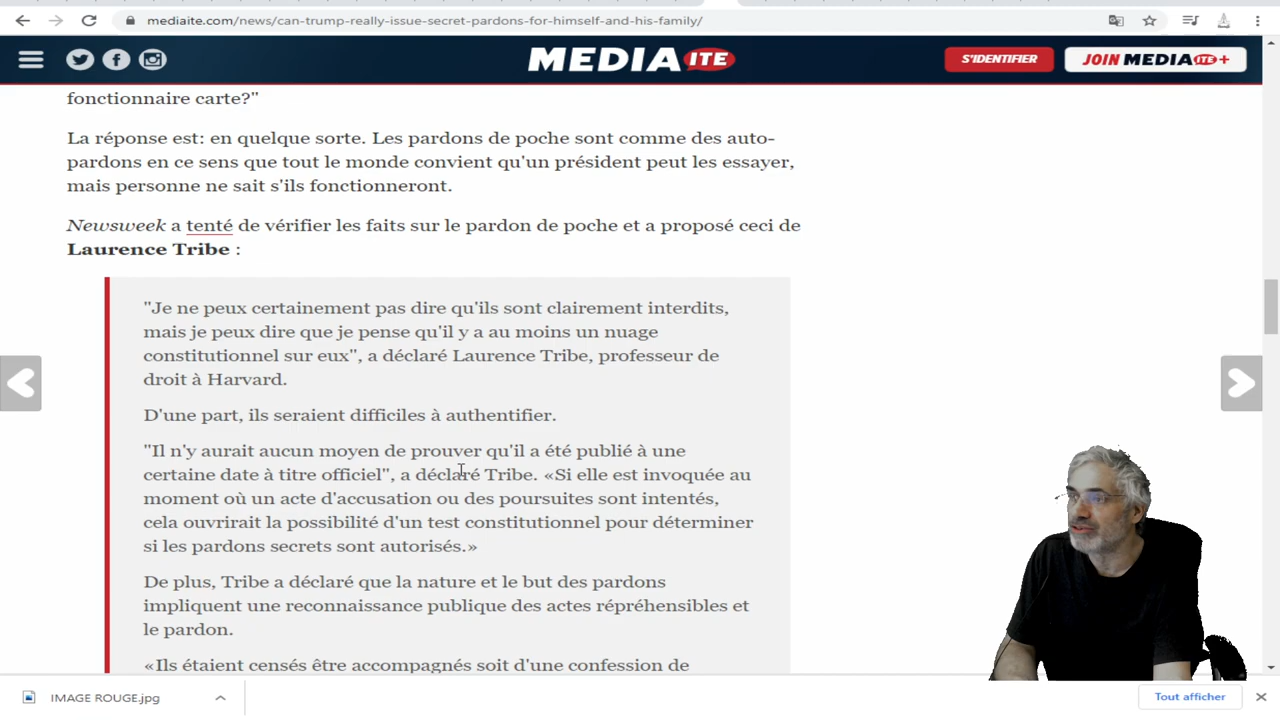 mediaite.com/news/can-trump-really-issue-secret-pardons-for-himself-and-his-family/
MEDIAITE
S'IDENTIFIER
JOIN MEDIAITE+
fonctionnaire carte?"
La réponse est: en quelque sorte. Les pardons de poche sont comme des auto-
pardons en ce sens que tout le monde convient qu'un président peut les essayer,
mais personne ne sait s'ils fonctionneront.
Newsweek a tenté de vérifier les faits sur le pardon de poche et a proposé ceci de
Laurence Tribe :
"Je ne peux certainement pas dire qu'ils sont clairement interdits,
mais je peux dire que je pense qu'il y a au moins un nuage
constitutionnel sur eux", a déclaré Laurence Tribe, professeur de
droit à Harvard.
D'une part, ils seraient difficiles à authentifier.
"Il n'y aurait aucun moyen de prouver qu'il a été publié à une
certaine date à titre officiel", a déclaré Tribe. «Si elle est invoquée au
moment où un acte d'accusation ou des poursuites sont intentés,
cela ouvrirait la possibilité d'un test constitutionnel pour déterminer
si les pardons secrets sont autorisés.»
De plus, Tribe a déclaré que la nature et le but des pardons
impliquent une reconnaissance publique des actes répréhensibles et
le pardon.
«Ils étaient censés être accompagnés soit d'une confession de
IMAGE ROUGE.jpg
Tout afficher